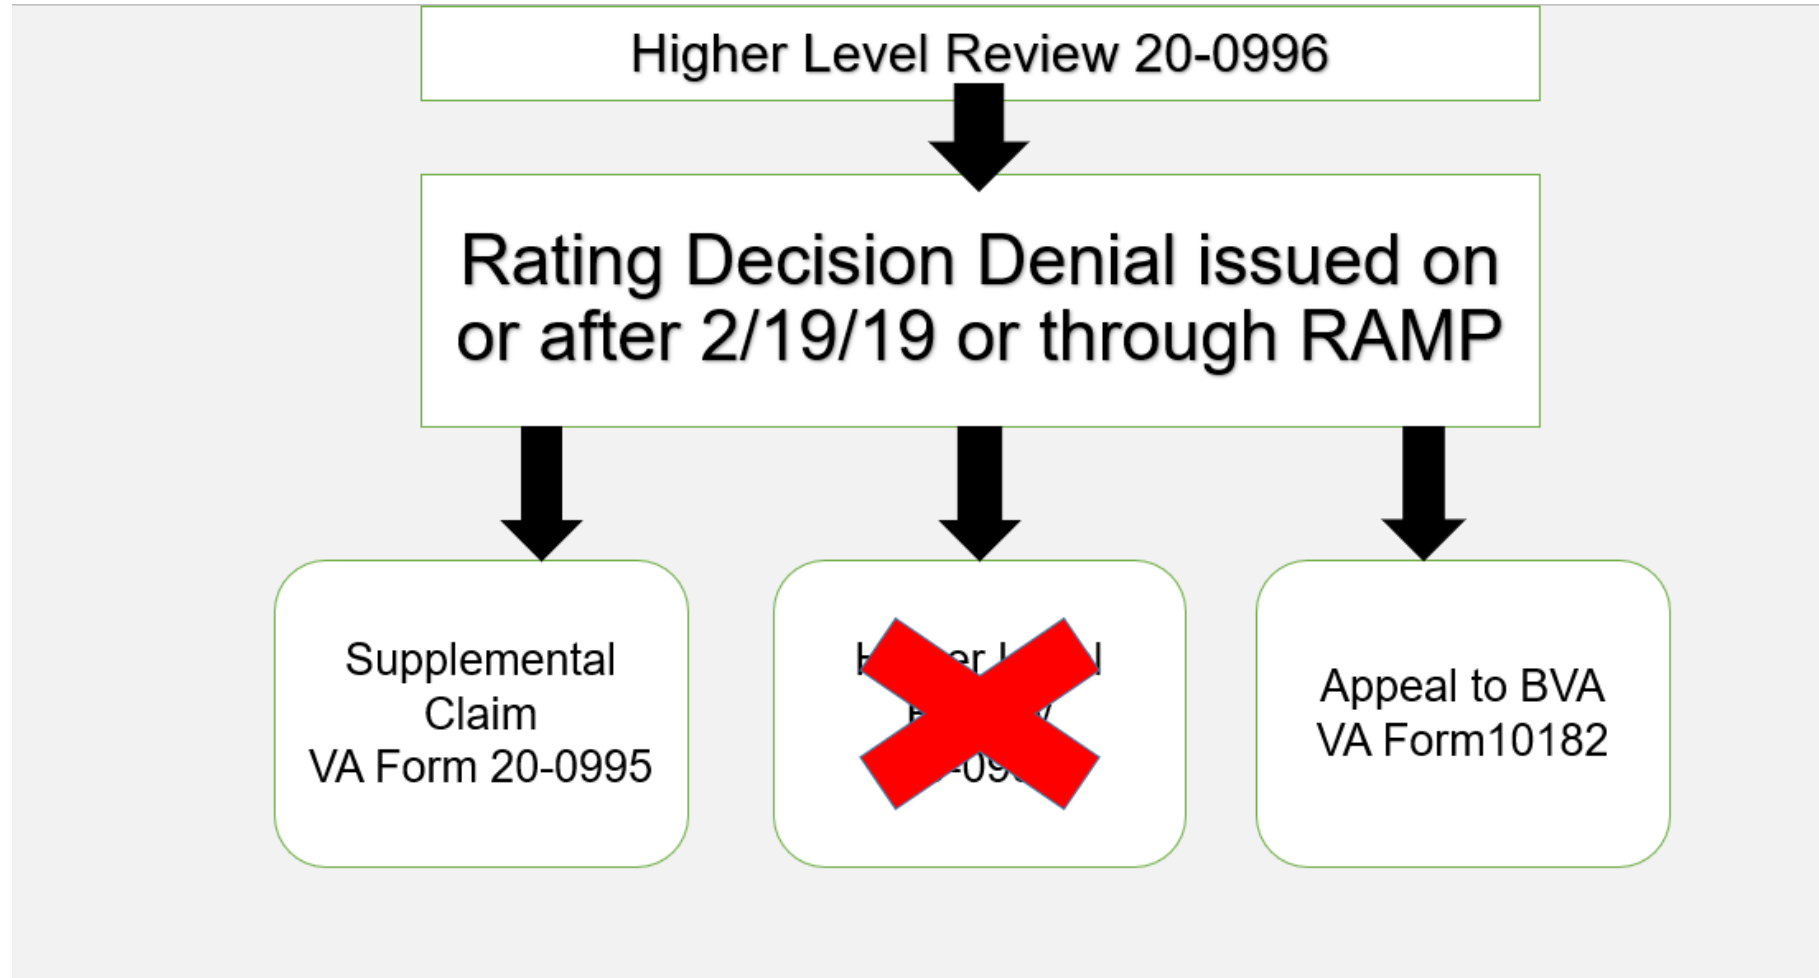 Higher Level Review 20-0996
Rating Decision Denial issued on
or after 2/19/19 or through RAMP
Supplemental
Claim
VA Form 20-0995
Appeal to BVA
VA Form10182